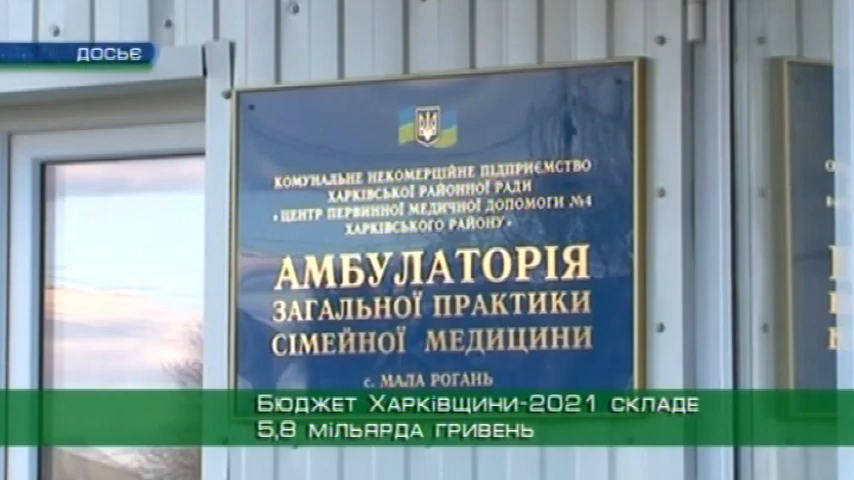 ДОСЬЄ
КОМУНАЛЬНЕ НЕКОМЕРЦІЙНЕ ПІДПРИЄМСТВО
ХАРКІВСЬКОЇ РАЙОННОЇ РАДИ
«ЦЕНТР ПЕРВИННОЇ МЕДИЧНОЇ ДОПОМОГИ №4
ХАРКІВСЬКОГО РАЙОНУ»
АМБУЛАТОРІЯ
ЗАГАЛЬНОЇ ПРАКТИКИ
СІМЕЙНОЇ МЕДИЦИНИ
с. МАЛА РОГАНЬ
Бюджет Харківщини-2021 складе
5,8 мільярда гривень